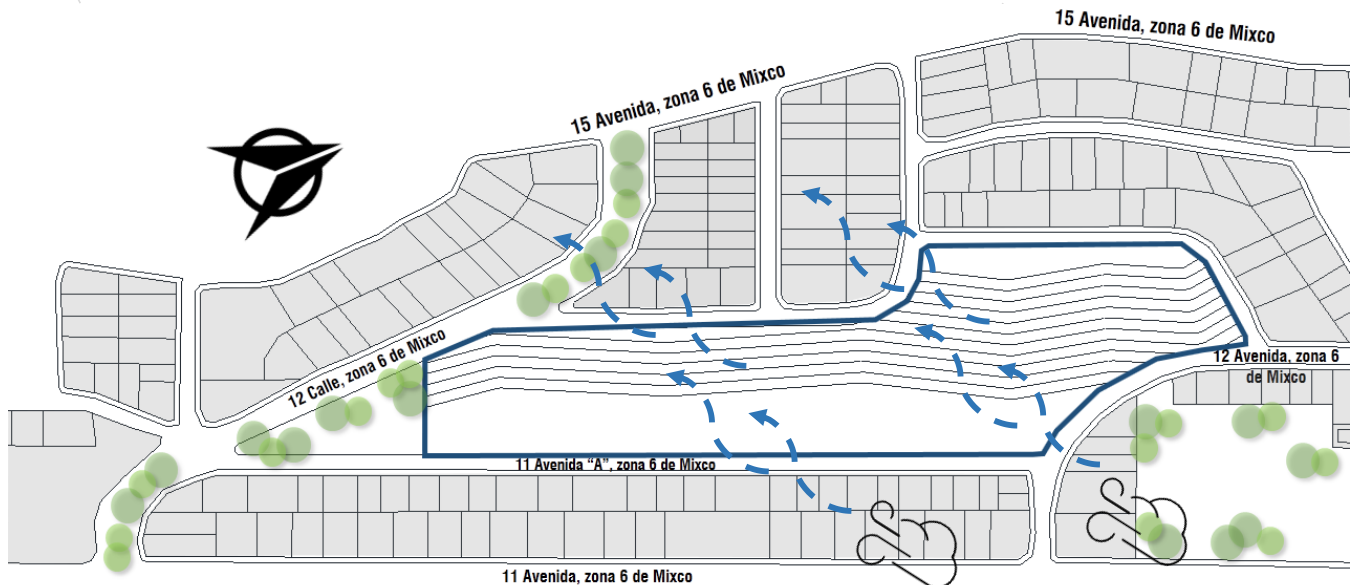 15 Avenida, zona 6 de Mixco
15 Avenida, zona 6 de Mixco
12 Calle, zona 6 de Mixco
12 Avenida, zona 6
de Mixco
11 Avenida “A”, zona 6 de Mixco
11 Avenida, zona 6 de Mixco